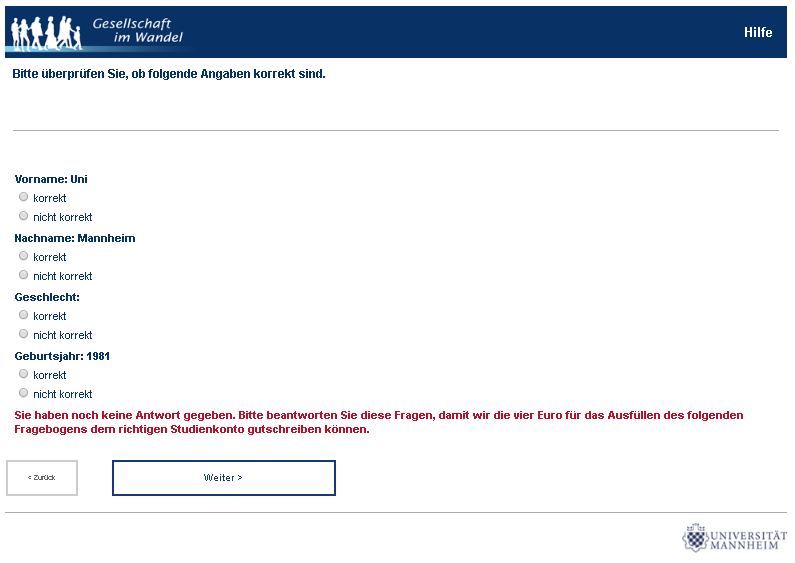 Gesellschaft
im Wandel
Hilfe
Bitte überprüfen Sie, ob folgende Angaben korrekt sind.
Vorname: Uni
korrekt
nicht korrekt
Nachname: Mannheim
korrekt
nicht korrekt
Geschlecht:
korrekt
nicht korrekt
Geburtsjahr: 1981
korrekt
nicht korrekt
Sie haben noch keine Antwort gegeben. Bitte beantworten Sie diese Fragen, damit wir die vier Euro für das Ausfüllen des folgenden
Fragebogens dem richtigen Studienkonto gutschreiben können.
< Zurück
Weiter >
UNIVERSITÄT
MANNHEIM